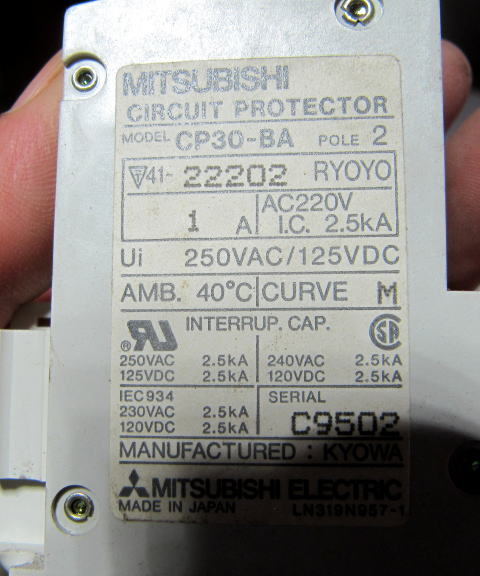 MITSUBISHI
CIRCUIT PROTECTOR
MODEL CP30-BA POLE 2
41- 22202 RYOYO
1 A AC220V
I.C. 2.5kA
Ui 250VAC/125VDC
AMB. 40°C CURVE M
INTERRUP. CAP.
250VAC 2.5kA 240VAC 2.5kA
125VDC 2.5kA 120VDC 2.5kA
IEC934 SERIAL
230VAC 2.5kA
120VDC 2.5kA C9502
MANUFACTURED : KYOWA
MITSUBISHI ELECTRIC
MADE IN JAPAN LN319N957-1